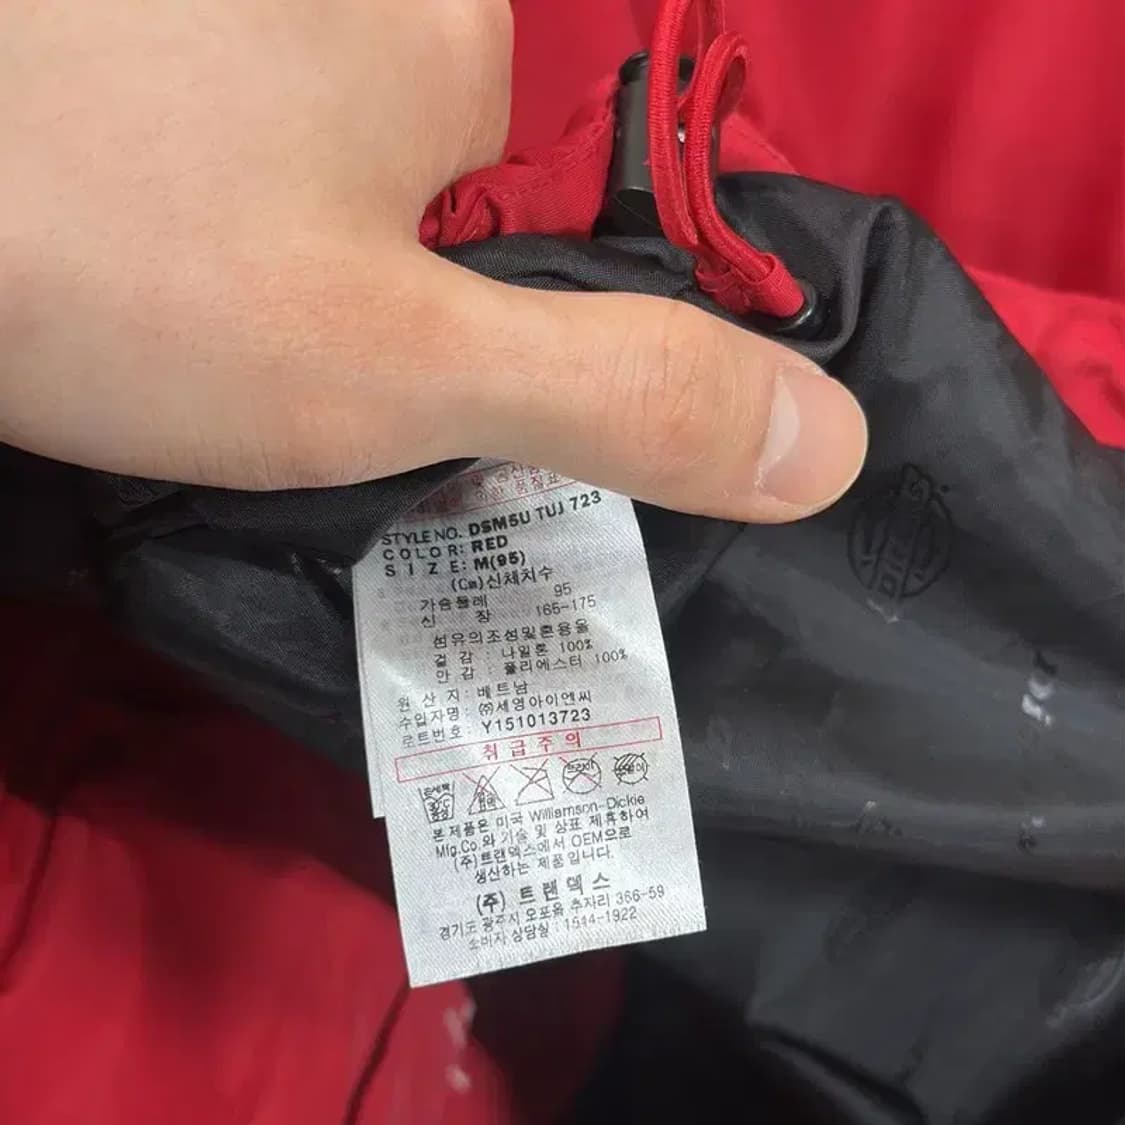 STYLE NO. DSM5U TUJ 723
COLOR: RED
SIZE: M(95)
(Cm)신체치수
가슴둘레 95
신 장 165-175
섬유의조성및혼용율
겉 감 : 나일론 100%
안 감 : 폴리에스터 100%
원 산 지: 베트남
수입자명: ㈜세영아이엔씨
로트번호: Y151013723
취급주의
본 제품은 미국 Williamson-Dickie
Mfg.Co.와 기술 및 상표 제휴하여
(주)트랜덱스에서 OEM으로
생산하는 제품입니다.
(주) 트랜덱스
경기도 광주시 오포읍 추자리 366-59
소비자 상담실 : 1544-1922